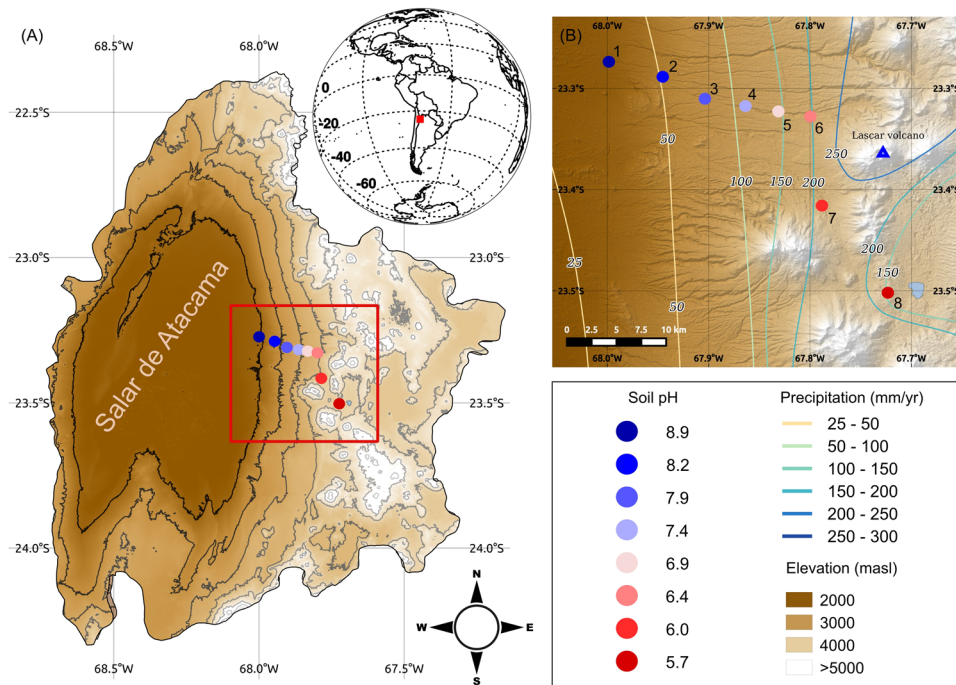 (A)
68.5°W
68.0°W
22.5°S
23.0°S
23.5°S
24.0°S
68.5°W
68.0°W
67.5°W
0
-20
-40
-60
Salar de Atacama
N
W
E
S
(B)
68.0°W
67.9°W
67.8°W
67.7°W
23.3°S
23.4°S
23.5°S
23.3°S
23.4°S
23.5°S
1
2
3
4
5
6
7
8
Lascar volcano
25
50
50
100
150
200
250
200
150
0
2.5
5
7.5
10 km
68.0°W
67.9°W
67.8°W
67.7°W
Soil pH
8.9
8.2
7.9
7.4
6.9
6.4
6.0
5.7
Precipitation (mm/yr)
25 - 50
50 - 100
100 - 150
150 - 200
200 - 250
250 - 300
Elevation (masl)
2000
3000
4000
>5000